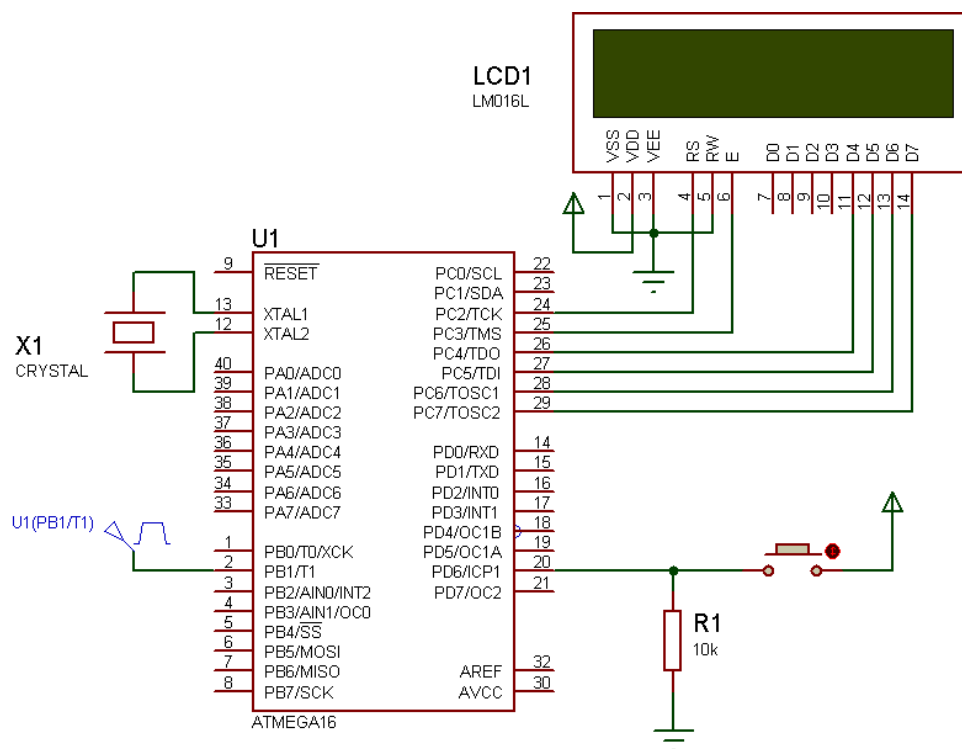 LCD1
LM016L
VSS
VDD
VEE
RS
RW
E
D0
D1
D2
D3
D4
D5
D6
D7
1
2
3
4
5
6
7
8
9
10
11
12
13
14
U1
9 RESET
13 XTAL1
12 XTAL2
40 PA0/ADC0
39 PA1/ADC1
38 PA2/ADC2
37 PA3/ADC3
36 PA4/ADC4
35 PA5/ADC5
34 PA6/ADC6
33 PA7/ADC7
1 PB0/T0/XCK
2 PB1/T1
3 PB2/AIN0/INT2
4 PB3/AIN1/OC0
5 PB4/SS
6 PB5/MOSI
7 PB6/MISO
8 PB7/SCK
PC0/SCL 22
PC1/SDA 23
PC2/TCK 24
PC3/TMS 25
PC4/TDO 26
PC5/TDI 27
PC6/TOSC1 28
PC7/TOSC2 29
PD0/RXD 14
PD1/TXD 15
PD2/INT0 16
PD3/INT1 17
PD4/OC1B 18
PD5/OC1A 19
PD6/ICP1 20
PD7/OC2 21
AREF 32
AVCC 30
ATMEGA16
X1
CRYSTAL
U1(PB1/T1)
R1
10k